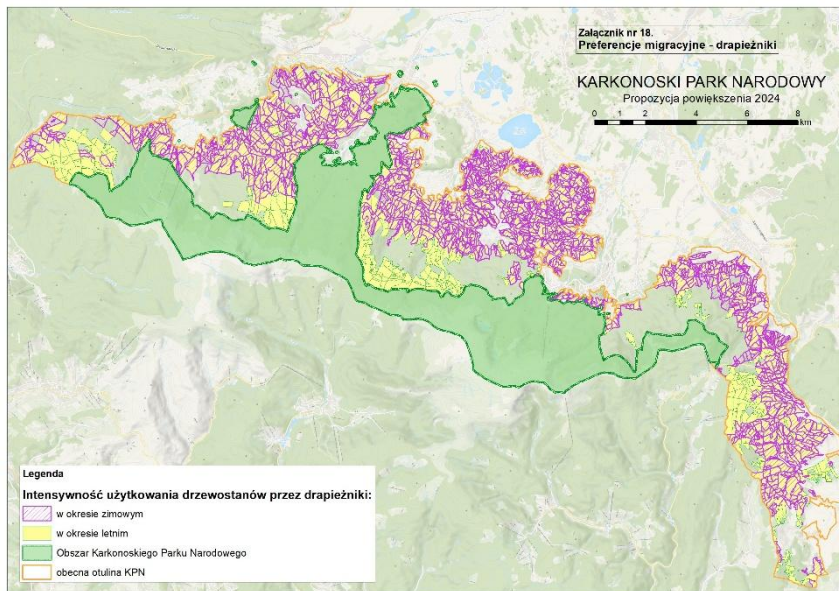 Załącznik nr 18.
Preferencje migracyjne - drapieżniki
KARKONOSKI PARK NARODOWY
Propozycja powiększenia 2024
0 1 2 4 6 8
km
Legenda
Intensywność użytkowania drzewostanów przez drapieżniki:
w okresie zimowym
w okresie letnim
Obszar Karkonoskiego Parku Narodowego
obecna otulina KPN